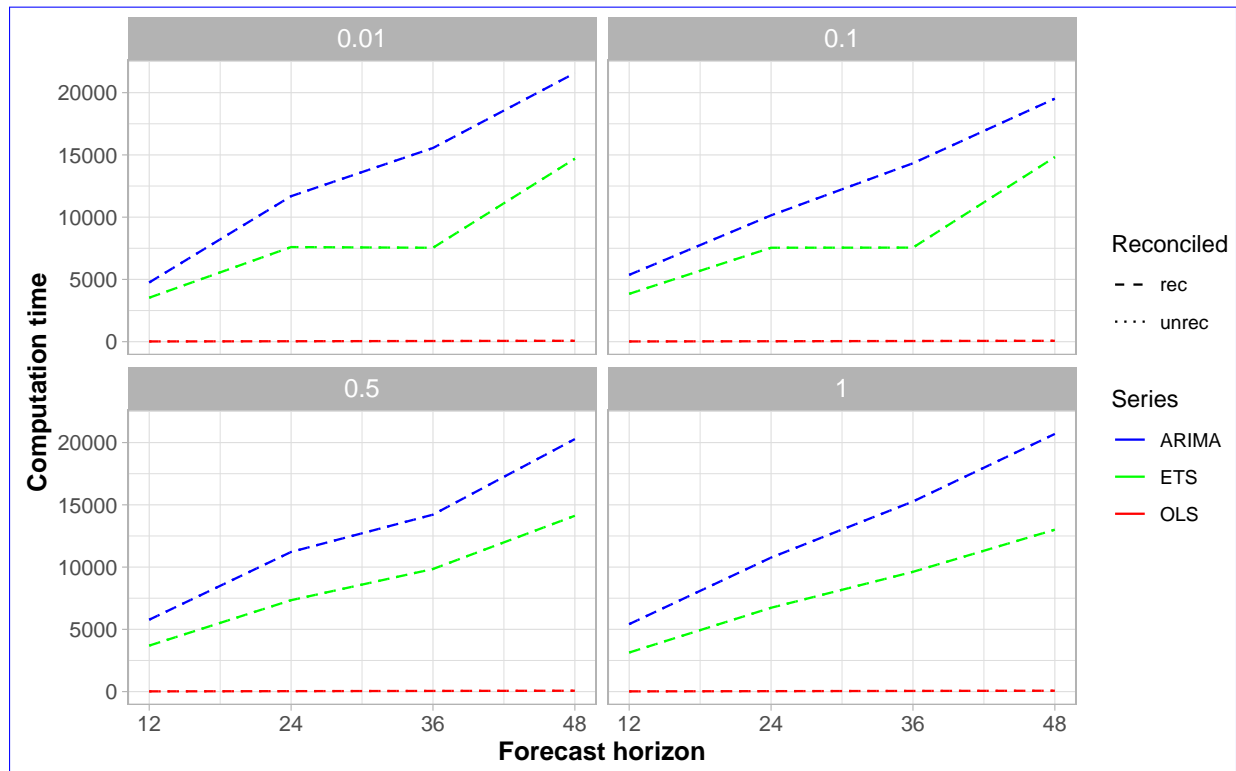 0.01
0.1
20000
15000
10000
5000
0
0.5
1
20000
15000
10000
5000
0
12
24
36
48
12
24
36
48
Computation time
Forecast horizon
Reconciled
rec
unrec
Series
ARIMA
ETS
OLS